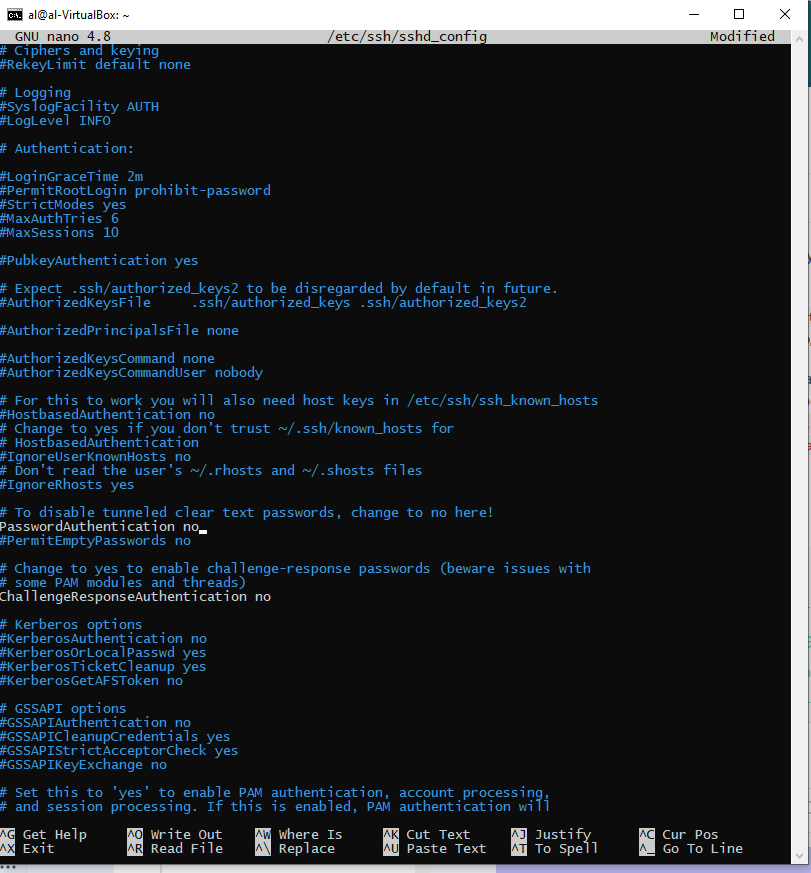 al@al-VirtualBox: ~
GNU nano 4.8 /etc/ssh/sshd_config Modified
# Ciphers and keying
#RekeyLimit default none
# Logging
#SyslogFacility AUTH
#LogLevel INFO
# Authentication:
#LoginGraceTime 2m
#PermitRootLogin prohibit-password
#StrictModes yes
#MaxAuthTries 6
#MaxSessions 10
#PubkeyAuthentication yes
# Expect .ssh/authorized_keys2 to be disregarded by default in future.
#AuthorizedKeysFile     .ssh/authorized_keys .ssh/authorized_keys2
#AuthorizedPrincipalsFile none
#AuthorizedKeysCommand none
#AuthorizedKeysCommandUser nobody
# For this to work you will also need host keys in /etc/ssh/ssh_known_hosts
#HostbasedAuthentication no
# Change to yes if you don't trust ~/.ssh/known_hosts for
# HostbasedAuthentication
#IgnoreUserKnownHosts no
# Don't read the user's ~/.rhosts and ~/.shosts files
#IgnoreRhosts yes
# To disable tunneled clear text passwords, change to no here!
PasswordAuthentication no
#PermitEmptyPasswords no
# Change to yes to enable challenge-response passwords (beware issues with
# some PAM modules and threads)
ChallengeResponseAuthentication no
# Kerberos options
#KerberosAuthentication no
#KerberosOrLocalPasswd yes
#KerberosTicketCleanup yes
#KerberosGetAFSToken no
# GSSAPI options
#GSSAPIAuthentication no
#GSSAPICleanupCredentials yes
#GSSAPIStrictAcceptorCheck yes
#GSSAPIKeyExchange no
# Set this to 'yes' to enable PAM authentication, account processing,
# and session processing. If this is enabled, PAM authentication will
^G Get Help ^O Write Out ^W Where Is ^K Cut Text ^J Justify ^C Cur Pos
^X Exit ^R Read File ^\ Replace ^U Paste Text ^T To Spell ^_ Go To Line